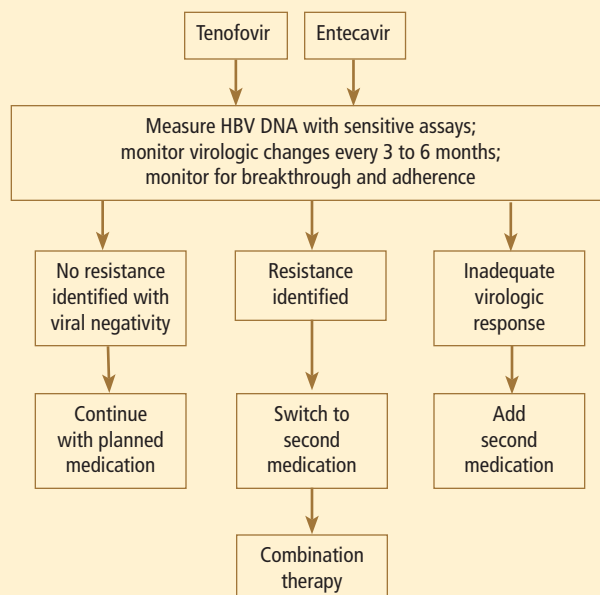 Tenofovir
Entecavir
Measure HBV DNA with sensitive assays;
monitor virologic changes every 3 to 6 months;
monitor for breakthrough and adherence
No resistance
identified with
viral negativity
Resistance
identified
Inadequate
virologic
response
Continue
with planned
medication
Switch to
second
medication
Add
second
medication
Combination
therapy